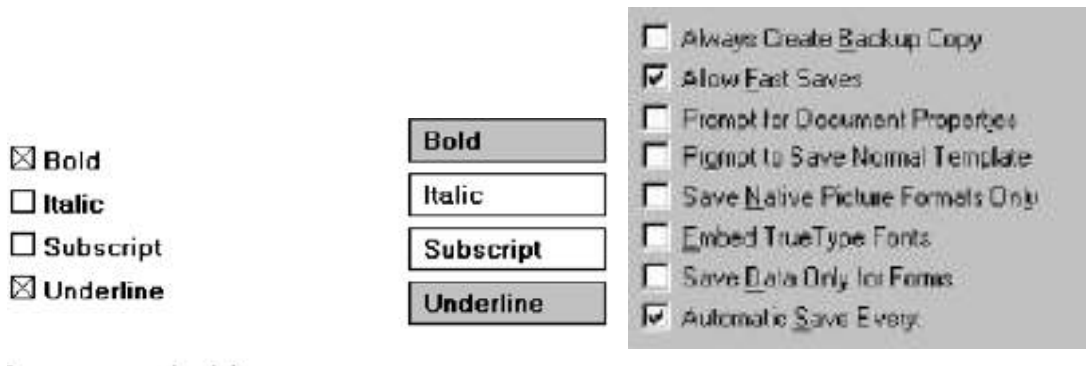 Bold
Italic
Subscript
Underline
Bold
Italic
Subscript
Underline
Always Create Backup Copy
Allow Fast Saves
Prompt for Document Properties
Prompt to Save Normal Template
Save Native Picture Formats Only
Embed TrueType Fonts
Save Data Only for Forms
Automatic Save Every: